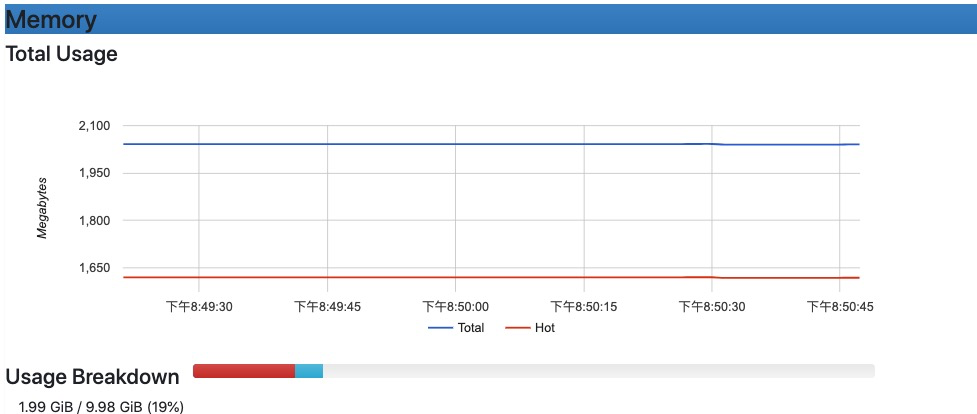 Memory
Total Usage
2,100
1,950
1,800
1,650
Megabytes
下午8:49:30 下午8:49:45 下午8:50:00 下午8:50:15 下午8:50:30 下午8:50:45
Total Hot
Usage Breakdown
1.99 GiB / 9.98 GiB (19%)